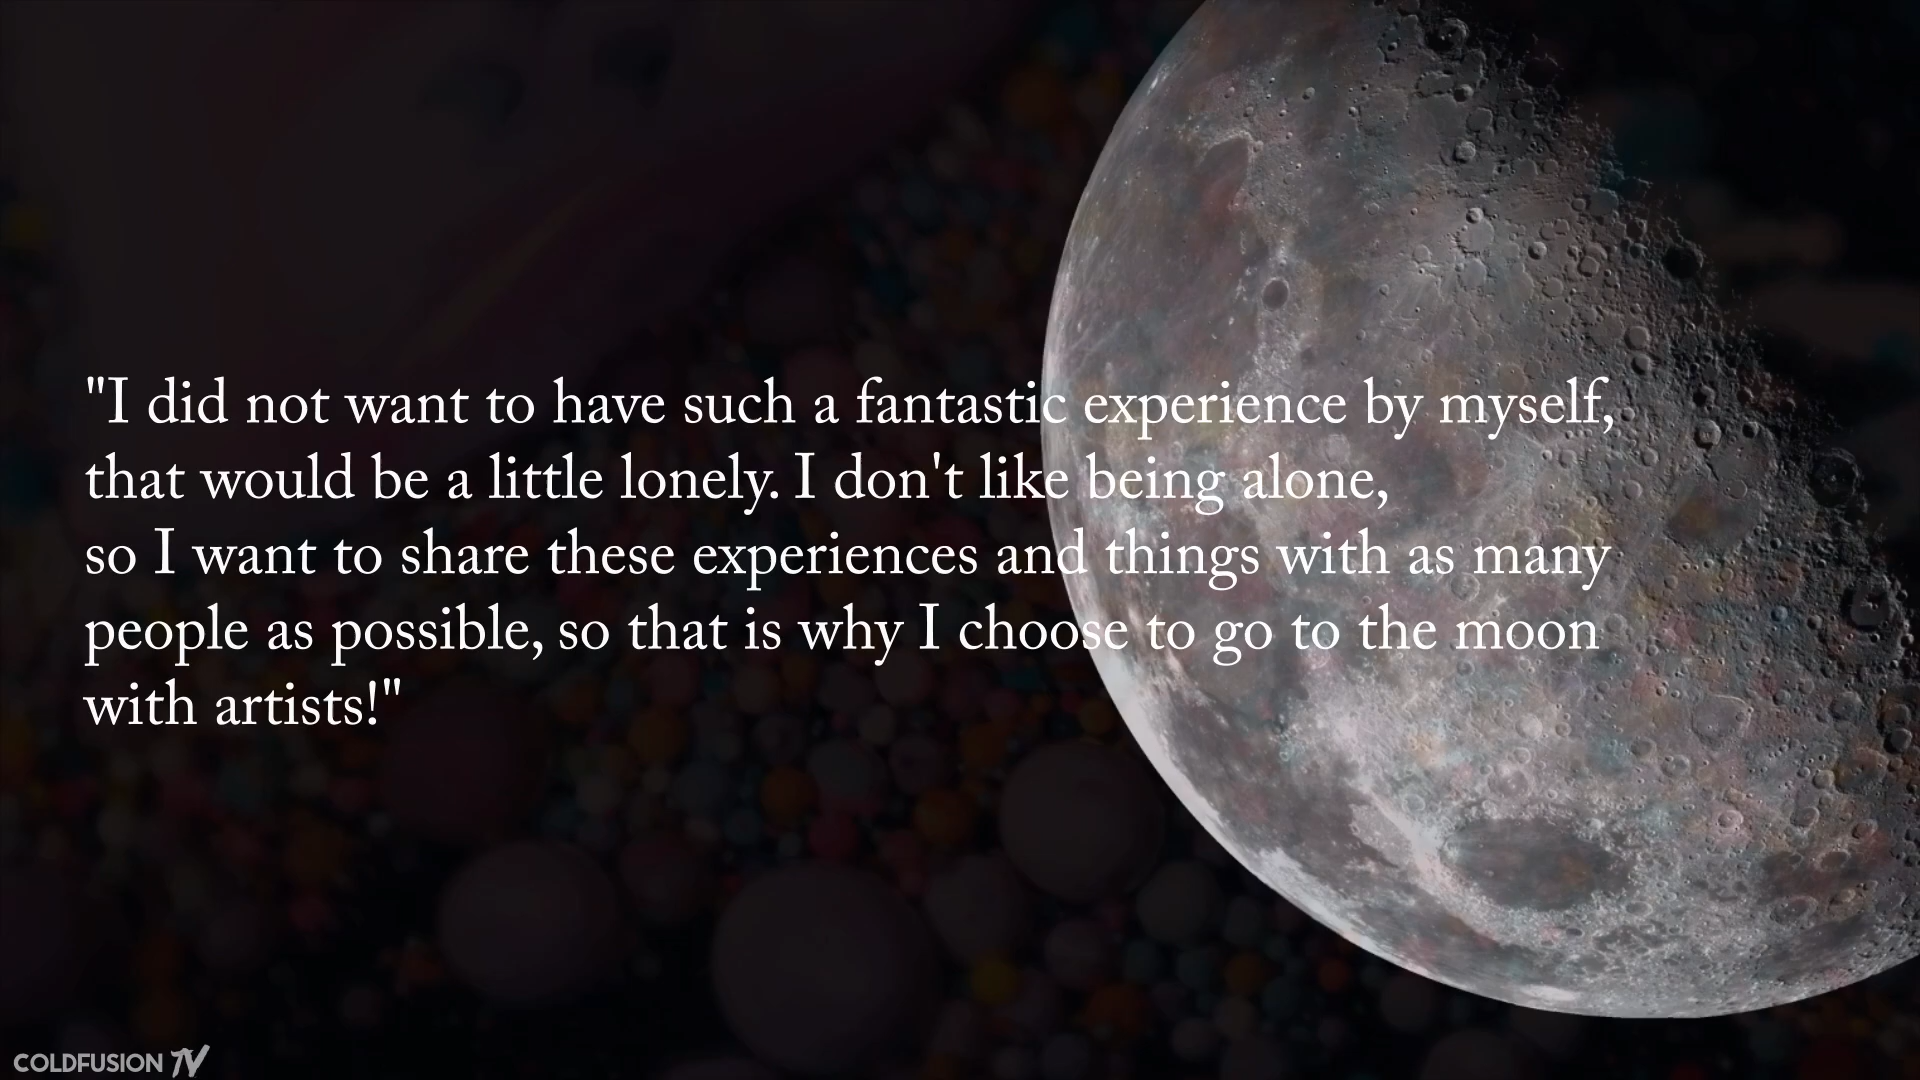 "I did not want to have such a fantastic experience by myself,
that would be a little lonely. I don't like being alone,
so I want to share these experiences and things with as many
people as possible, so that is why I choose to go to the moon
with artists!"
COLDFUSION TV